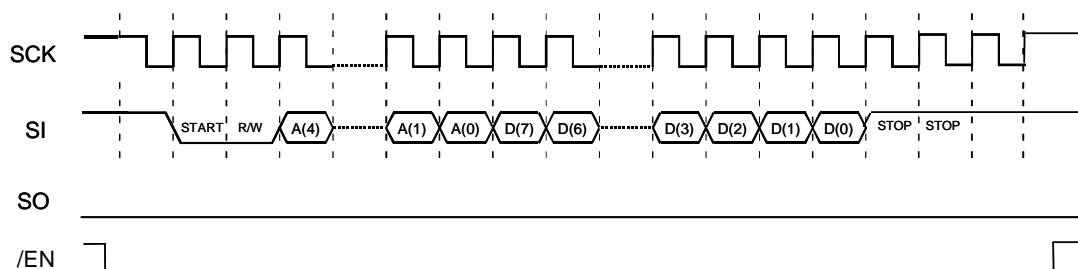 SCK
SI START R/W A(4) A(1) A(0) D(7) D(6) D(3) D(2) D(1) D(0) STOP STOP
SO
/EN